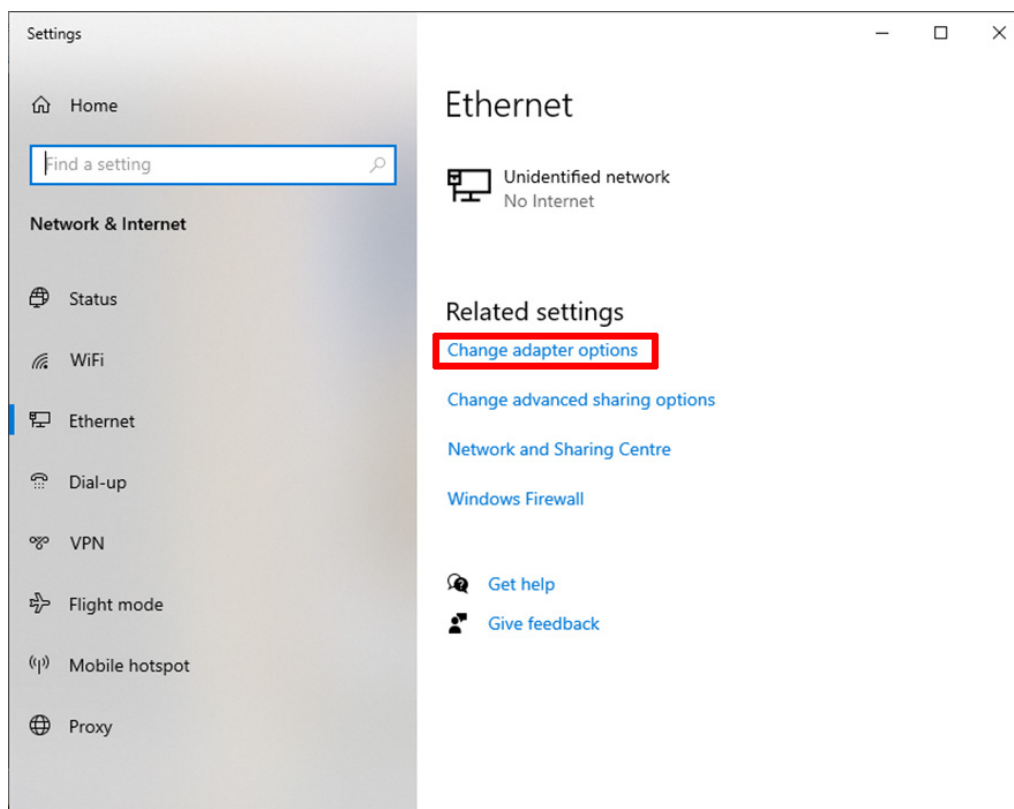 Settings
Home
Find a setting
Network & Internet
Status
WiFi
Ethernet
Dial-up
VPN
Flight mode
Mobile hotspot
Proxy
Ethernet
Unidentified network
No Internet
Related settings
Change adapter options
Change advanced sharing options
Network and Sharing Centre
Windows Firewall
Get help
Give feedback